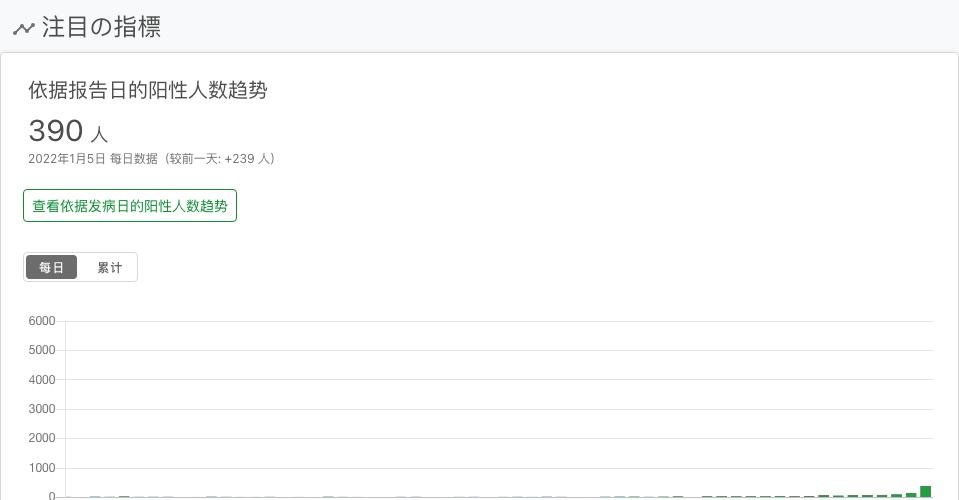 注目の指標
依据报告日的阳性人数趋势
390 人
2022年1月5日 每日数据（较前一天: +239 人）
查看依据发病日的阳性人数趋势
每日 累计
6000
5000
4000
3000
2000
1000
0